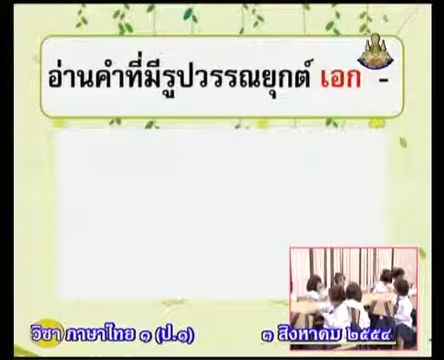 อ่านคำที่มีรูปวรรณยุกต์ เอก -
วิชา ภาษาไทย ๑ (ป.๑)
๑ สิงหาคม ๒๕๕๔